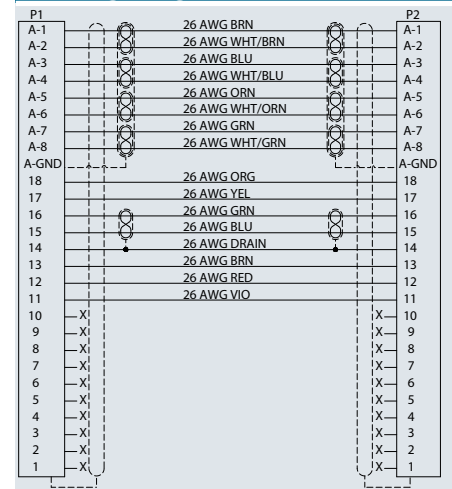 P1 P2
A-1 26 AWG BRN A-1
A-2 26 AWG WHT/BRN A-2
A-3 26 AWG BLU A-3
A-4 26 AWG WHT/BLU A-4
A-5 26 AWG ORN A-5
A-6 26 AWG WHT/ORN A-6
A-7 26 AWG GRN A-7
A-8 26 AWG WHT/GRN A-8
A-GND A-GND
18 26 AWG ORG 18
17 26 AWG YEL 17
16 26 AWG GRN 16
15 26 AWG BLU 15
14 26 AWG DRAIN 14
13 26 AWG BRN 13
12 26 AWG RED 12
11 26 AWG VIO 11
10 X X 10
9 X X 9
8 X X 8
7 X X 7
6 X X 6
5 X X 5
4 X X 4
3 X X 3
2 X X 2
1 X X 1